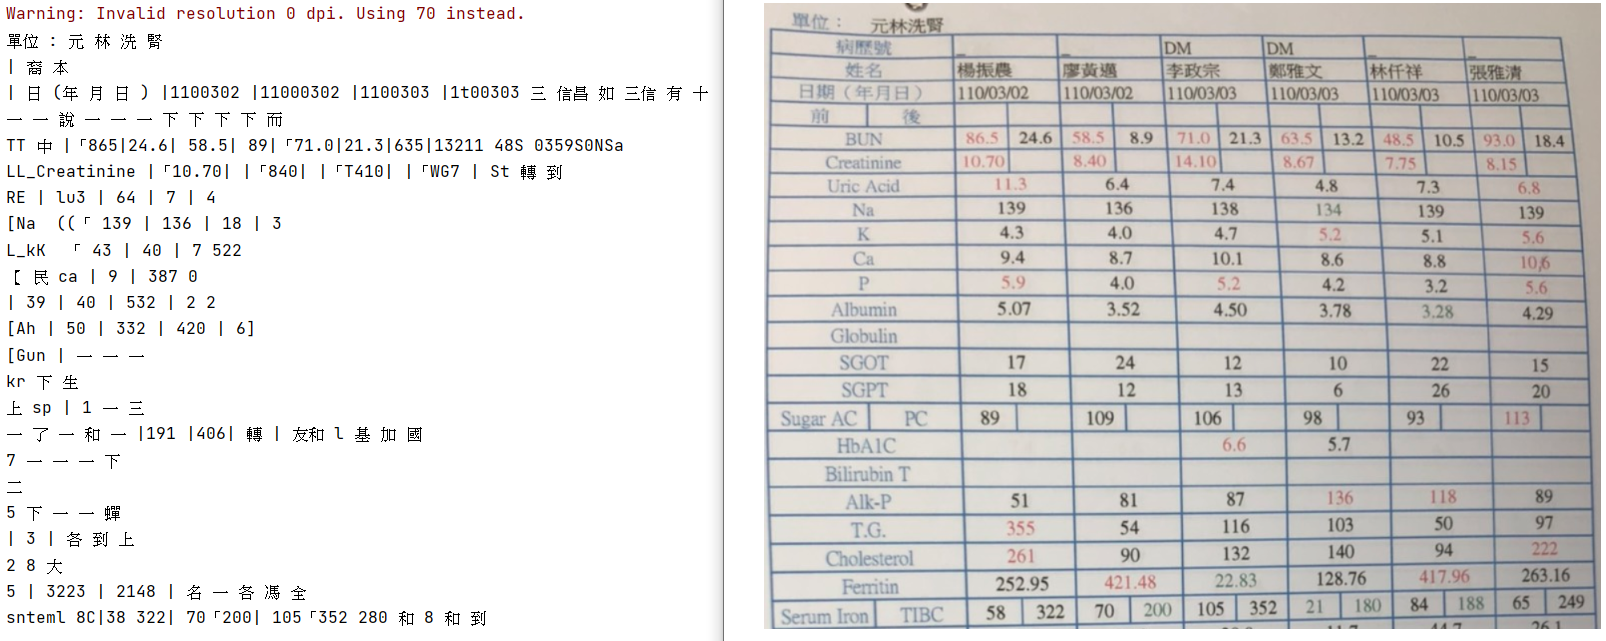 Warning: Invalid resolution 0 dpi. Using 70 instead.
單位 : 元 林 洗 腎
| 裔 本
| 日 (年 月 日 ) |1100302 |11000302 |1100303 |1t00303 三 信昌 如 三信 有 十
一 一 說 一 一 一 下 下 下 下 而
TT 中 |「865|24.6| 58.5| 89|「71.0|21.3|635|13211 48S 0359S0NSa
LL_Creatinine |「10.70| |「840| |「T410| |「WG7 | St 轉 到
RE | lu3 | 64 | 7 | 4
[Na ((「 139 | 136 | 18 | 3
L_kK 「 43 | 40 | 7 522
【 民 ca | 9 | 387 0
| 39 | 40 | 532 | 2 2
[Ah | 50 | 332 | 420 | 6]
[Gun | 一 一 一
kr 下 生
上 sp | 1 一 三
一 了 一 和 一 |191 |406| 轉 | 友和 l 基 加 國
7 一 一 一 下
二
5 下 一 一 蟬
| 3 | 各 到 上
2 8 大
5 | 3223 | 2148 | 名 一 各 馮 全
snteml 8C|38 322| 70「200| 105「352 280 和 8 和 到
單位： 元林洗腎
病歷號 _ _ DM DM _ _
姓名 楊振農 廖黃邁 李政宗 鄭雅文 林仟祥 張雅清
日期（年月日） 110/03/02 110/03/02 110/03/03 110/03/03 110/03/03 110/03/03
前 後
BUN 86.5 24.6 58.5 8.9 71.0 21.3 63.5 13.2 48.5 10.5 93.0 18.4
Creatinine 10.70 8.40 14.10 8.67 7.75 8.15
Uric Acid 11.3 6.4 7.4 4.8 7.3 6.8
Na 139 136 138 134 139 139
K 4.3 4.0 4.7 5.2 5.1 5.6
Ca 9.4 8.7 10.1 8.6 8.8 10.6
P 5.9 4.0 5.2 4.2 3.2 5.6
Albumin 5.07 3.52 4.50 3.78 3.28 4.29
Globulin
SGOT 17 24 12 10 22 15
SGPT 18 12 13 6 26 20
Sugar AC PC 89 109 106 98 93 113
HbA1C 6.6 5.7
Bilirubin T
Alk-P 51 81 87 136 118 89
T.G. 355 54 116 103 50 97
Cholesterol 261 90 132 140 94 222
Ferritin 252.95 421.48 22.83 128.76 417.96 263.16
Serum Iron TIBC 58 322 70 200 105 352 21 180 84 188 65 249